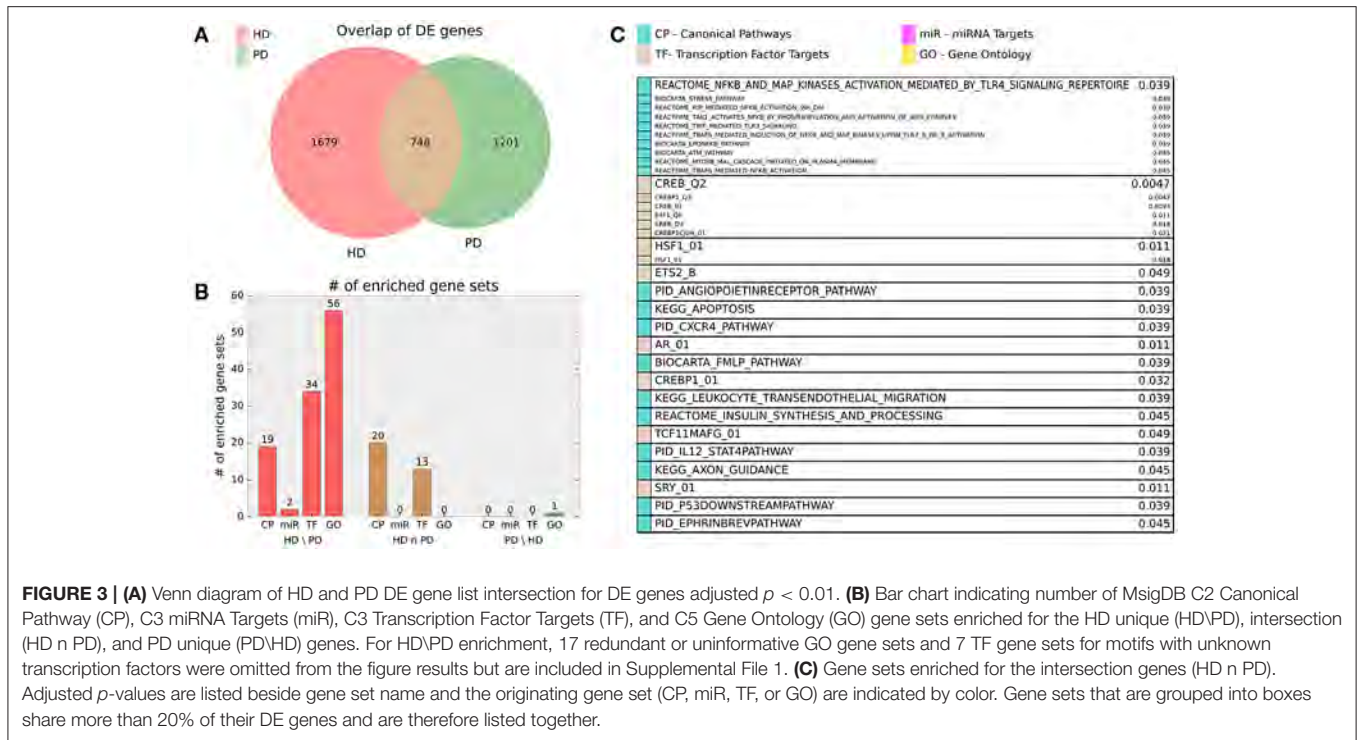 A
HD
PD
Overlap of DE genes
1679
748
1201
HD
PD
B
# of enriched gene sets
# of enriched gene sets
60
50
40
30
20
10
0
19
2
34
56
20
0
13
0
0
0
0
1
CP miR TF GO
CP miR TF GO
CP miR TF GO
HD \ PD
HD n PD
PD \ HD
C
CP - Canonical Pathways
miR - miRNA Targets
TF- Transcription Factor Targets
GO - Gene Ontology
REACTOME_NFKB_AND_MAP_KINASES_ACTIVATION_MEDIATED_BY_TLR4_SIGNALING_REPERTOIRE 0.039
BIOCARTA_STRESS_PATHWAY 0.039
BIOCARTA_ATM_PATHWAY 0.045
REACTOME_TRAF6_MEDIATED_NFKB_ACTIVATION 0.045
CREB_Q2 0.0047
CREBP1_Q2 0.0047
HSF1_01 0.011
ETS2_B 0.049
PID_ANGIOPOIETINRECEPTOR_PATHWAY 0.039
KEGG_APOPTOSIS 0.039
PID_CXCR4_PATHWAY 0.039
AR_01 0.011
BIOCARTA_FMLP_PATHWAY 0.039
CREBP1_01 0.032
KEGG_LEUKOCYTE_TRANSENDOTHELIAL_MIGRATION 0.039
REACTOME_INSULIN_SYNTHESIS_AND_PROCESSING 0.045
TCF11MAFG_01 0.049
PID_IL12_STAT4PATHWAY 0.039
KEGG_AXON_GUIDANCE 0.045
SRY_01 0.011
PID_P53DOWNSTREAMPATHWAY 0.039
PID_EPHRINBREVPATHWAY 0.045
FIGURE 3 | (A) Venn diagram of HD and PD DE gene list intersection for DE genes adjusted p < 0.01. (B) Bar chart indicating number of MsigDB C2 Canonical
Pathway (CP), C3 miRNA Targets (miR), C3 Transcription Factor Targets (TF), and C5 Gene Ontology (GO) gene sets enriched for the HD unique (HD\PD), intersection
(HD n PD), and PD unique (PD\HD) genes. For HD\PD enrichment, 17 redundant or uninformative GO gene sets and 7 TF gene sets for motifs with unknown
transcription factors were omitted from the figure results but are included in Supplemental File 1. (C) Gene sets enriched for the intersection genes (HD n PD).
Adjusted p-values are listed beside gene set name and the originating gene set (CP, miR, TF, or GO) are indicated by color. Gene sets that are grouped into boxes
share more than 20% of their DE genes and are therefore listed together.